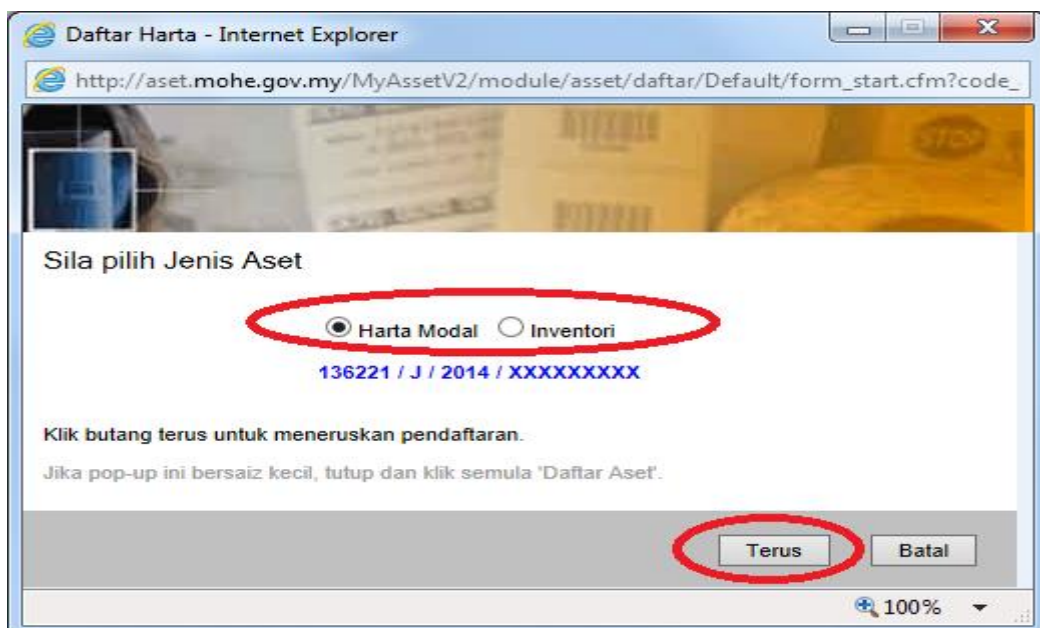 Daftar Harta - Internet Explorer
http://aset.mohe.gov.my/MyAssetV2/module/asset/daftar/Default/form_start.cfm?code_
STOP
Sila pilih Jenis Aset
Harta Modal Inventori
136221 / J / 2014 / XXXXXXXXX
Klik butang terus untuk meneruskan pendaftaran.
Jika pop-up ini bersaiz kecil, tutup dan klik semula 'Daftar Aset'.
Terus Batal
100%